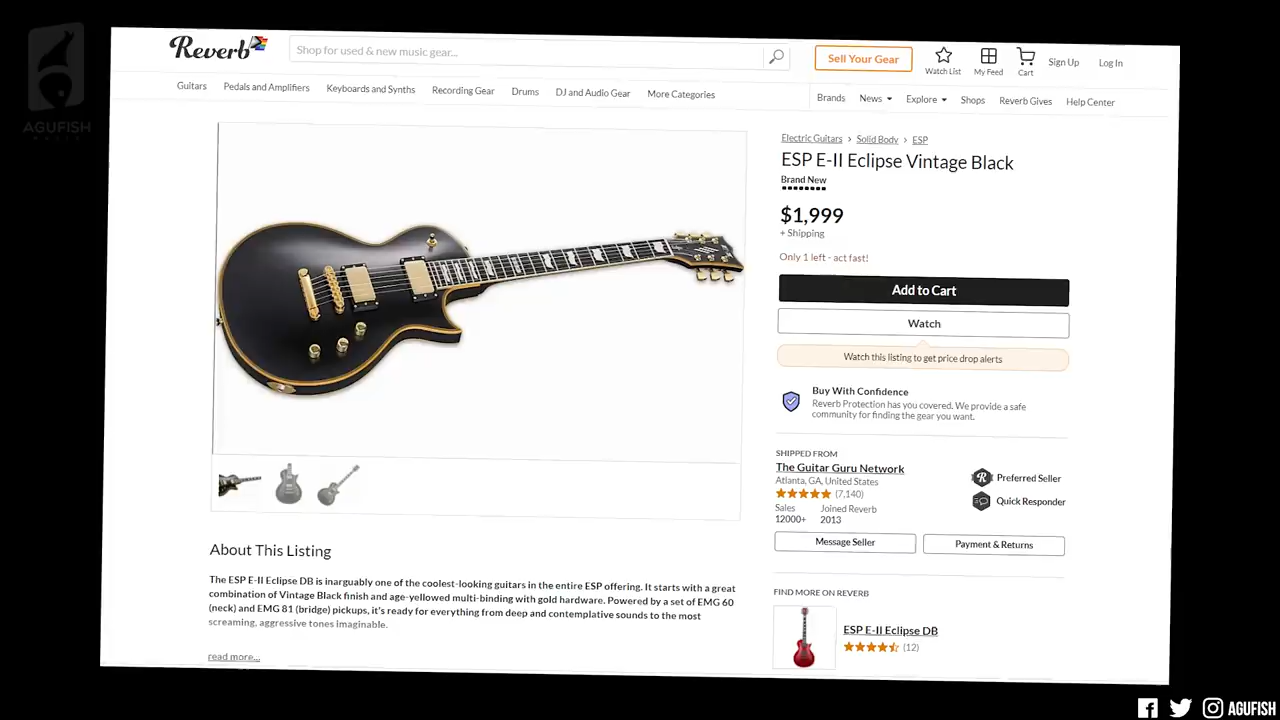 AGUFISH
Reverb
Shop for used & new music gear...
Sell Your Gear
Watch List
My Feed
Cart
Sign Up
Log In
Guitars
Pedals and Amplifiers
Keyboards and Synths
Recording Gear
Drums
DJ and Audio Gear
More Categories
Brands
News
Explore
Shops
Reverb Gives
Help Center
Electric Guitars > Solid Body > ESP
ESP E-II Eclipse Vintage Black
Brand New
$1,999
+ Shipping
Only 1 left - act fast!
Add to Cart
Watch
Watch this listing to get price drop alerts
Buy With Confidence
Reverb Protection has you covered. We provide a safe
community for finding the gear you want.
SHIPPED FROM
The Guitar Guru Network
Atlanta, GA, United States
(7,140)
Sales
12000+
Joined Reverb
2013
Preferred Seller
Quick Responder
Message Seller
Payment & Returns
About This Listing
The ESP E-II Eclipse DB is inarguably one of the coolest-looking guitars in the entire ESP offering. It starts with a great
combination of Vintage Black finish and age-yellowed multi-binding with gold hardware. Powered by a set of EMG 60
(neck) and EMG 81 (bridge) pickups, it's ready for everything from deep and contemplative sounds to the most
screaming, aggressive tones imaginable.
read more...
FIND MORE ON REVERB
ESP E-II Eclipse DB
(12)
AGUFISH